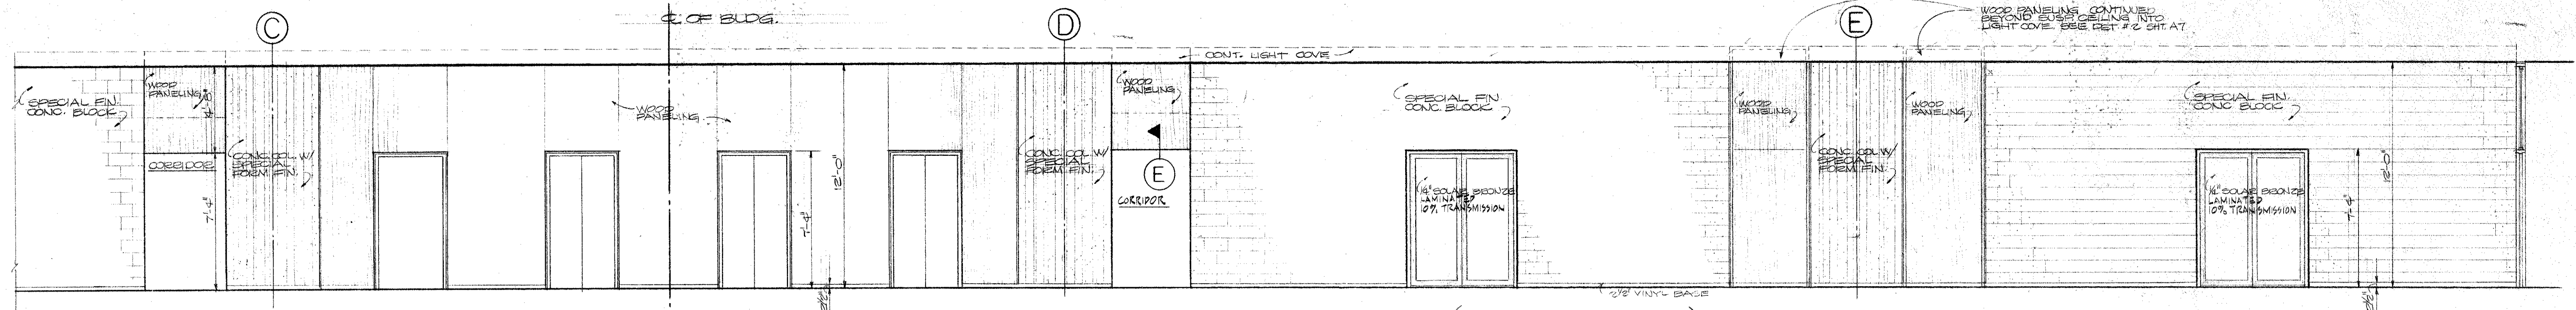 C
℄ OF BLDG.
D
E
WOOD PANELING CONTINUED
BEYOND SUSP. CEILING INTO
LIGHT COVE. SEE DET. #2 SHT. A7
CONT. LIGHT COVE
SPECIAL FIN.
CONC. BLOCK
WOOD
PANELING
CORRIDOR
7'-4"
CONC. COL W/
SPECIAL
FORM FIN.
WOOD
PANELING
7'-4"
12'-0"
CONC. COL W/
SPECIAL
FORM FIN.
WOOD
PANELING
E
CORRIDOR
SPECIAL FIN.
CONC. BLOCK
1/4" SOLAR BRONZE
LAMINATED
10% TRANSMISSION
2 1/2" VINYL BASE
WOOD
PANELING
CONC. COL W/
SPECIAL
FORM FIN.
WOOD
PANELING
SPECIAL FIN.
CONC BLOCK
1/4" SOLAR BRONZE
LAMINATED
10% TRANSMISSION
7'-4"
12'-0"